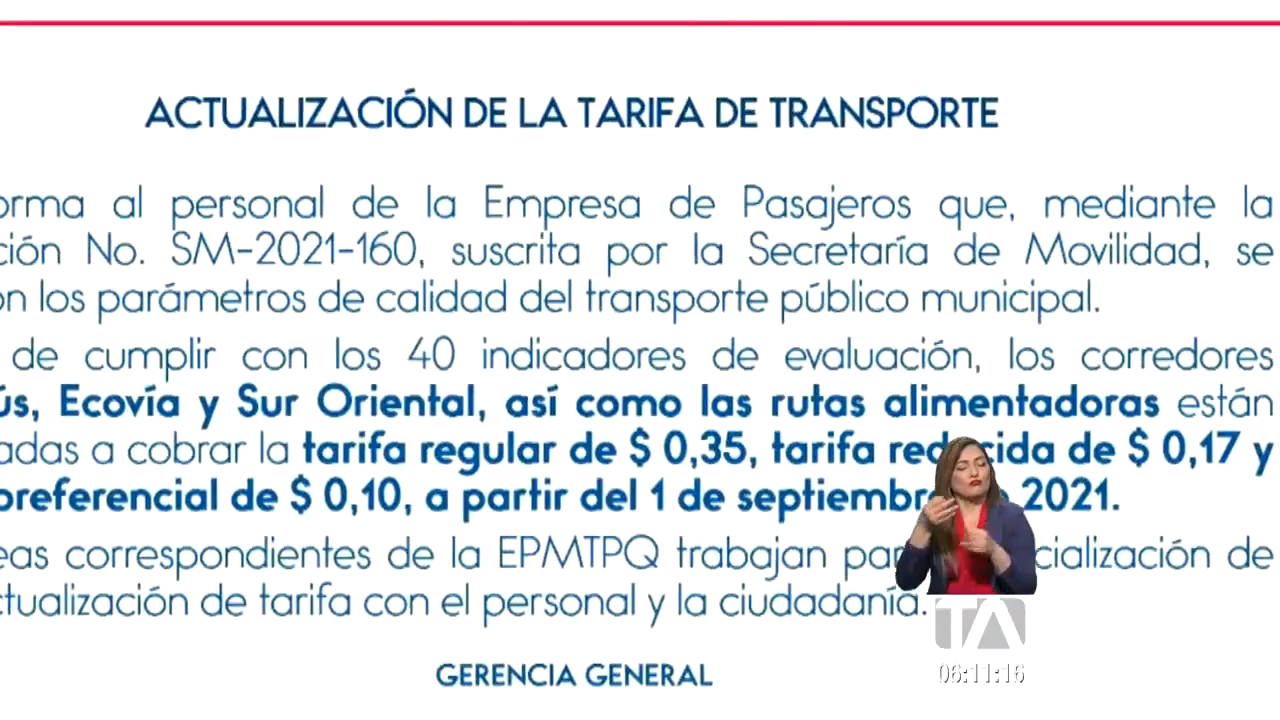 ACTUALIZACIÓN DE LA TARIFA DE TRANSPORTE
orma al personal de la Empresa de Pasajeros que, mediante la
ción No. SM-2021-160, suscrita por la Secretaría de Movilidad, se
on los parámetros de calidad del transporte público municipal.
de cumplir con los 40 indicadores de evaluación, los corredores
ús, Ecovía y Sur Oriental, así como las rutas alimentadoras están
adas a cobrar la tarifa regular de $ 0,35, tarifa reducida de $ 0,17 y
preferencial de $ 0,10, a partir del 1 de septiembre 2021.
eas correspondientes de la EPMTPQ trabajan cialización de
ctualización de tarifa con el personal y la ciudadanía.
TA
GERENCIA GENERAL
06:11:16